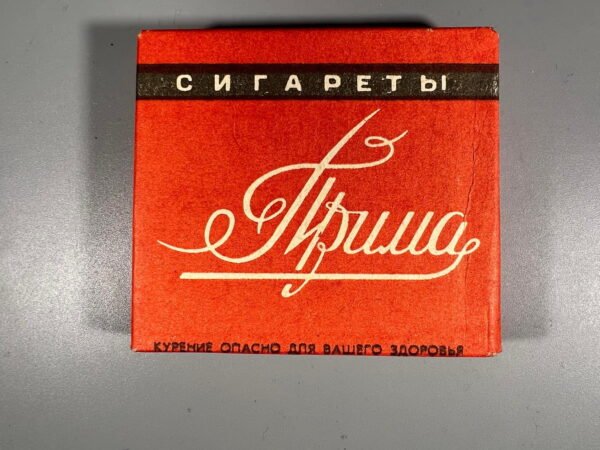 СИГАРЕТЫ
Прима
КУРЕНИЕ ОПАСНО ДЛЯ ВАШЕГО ЗДОРОВЬЯ